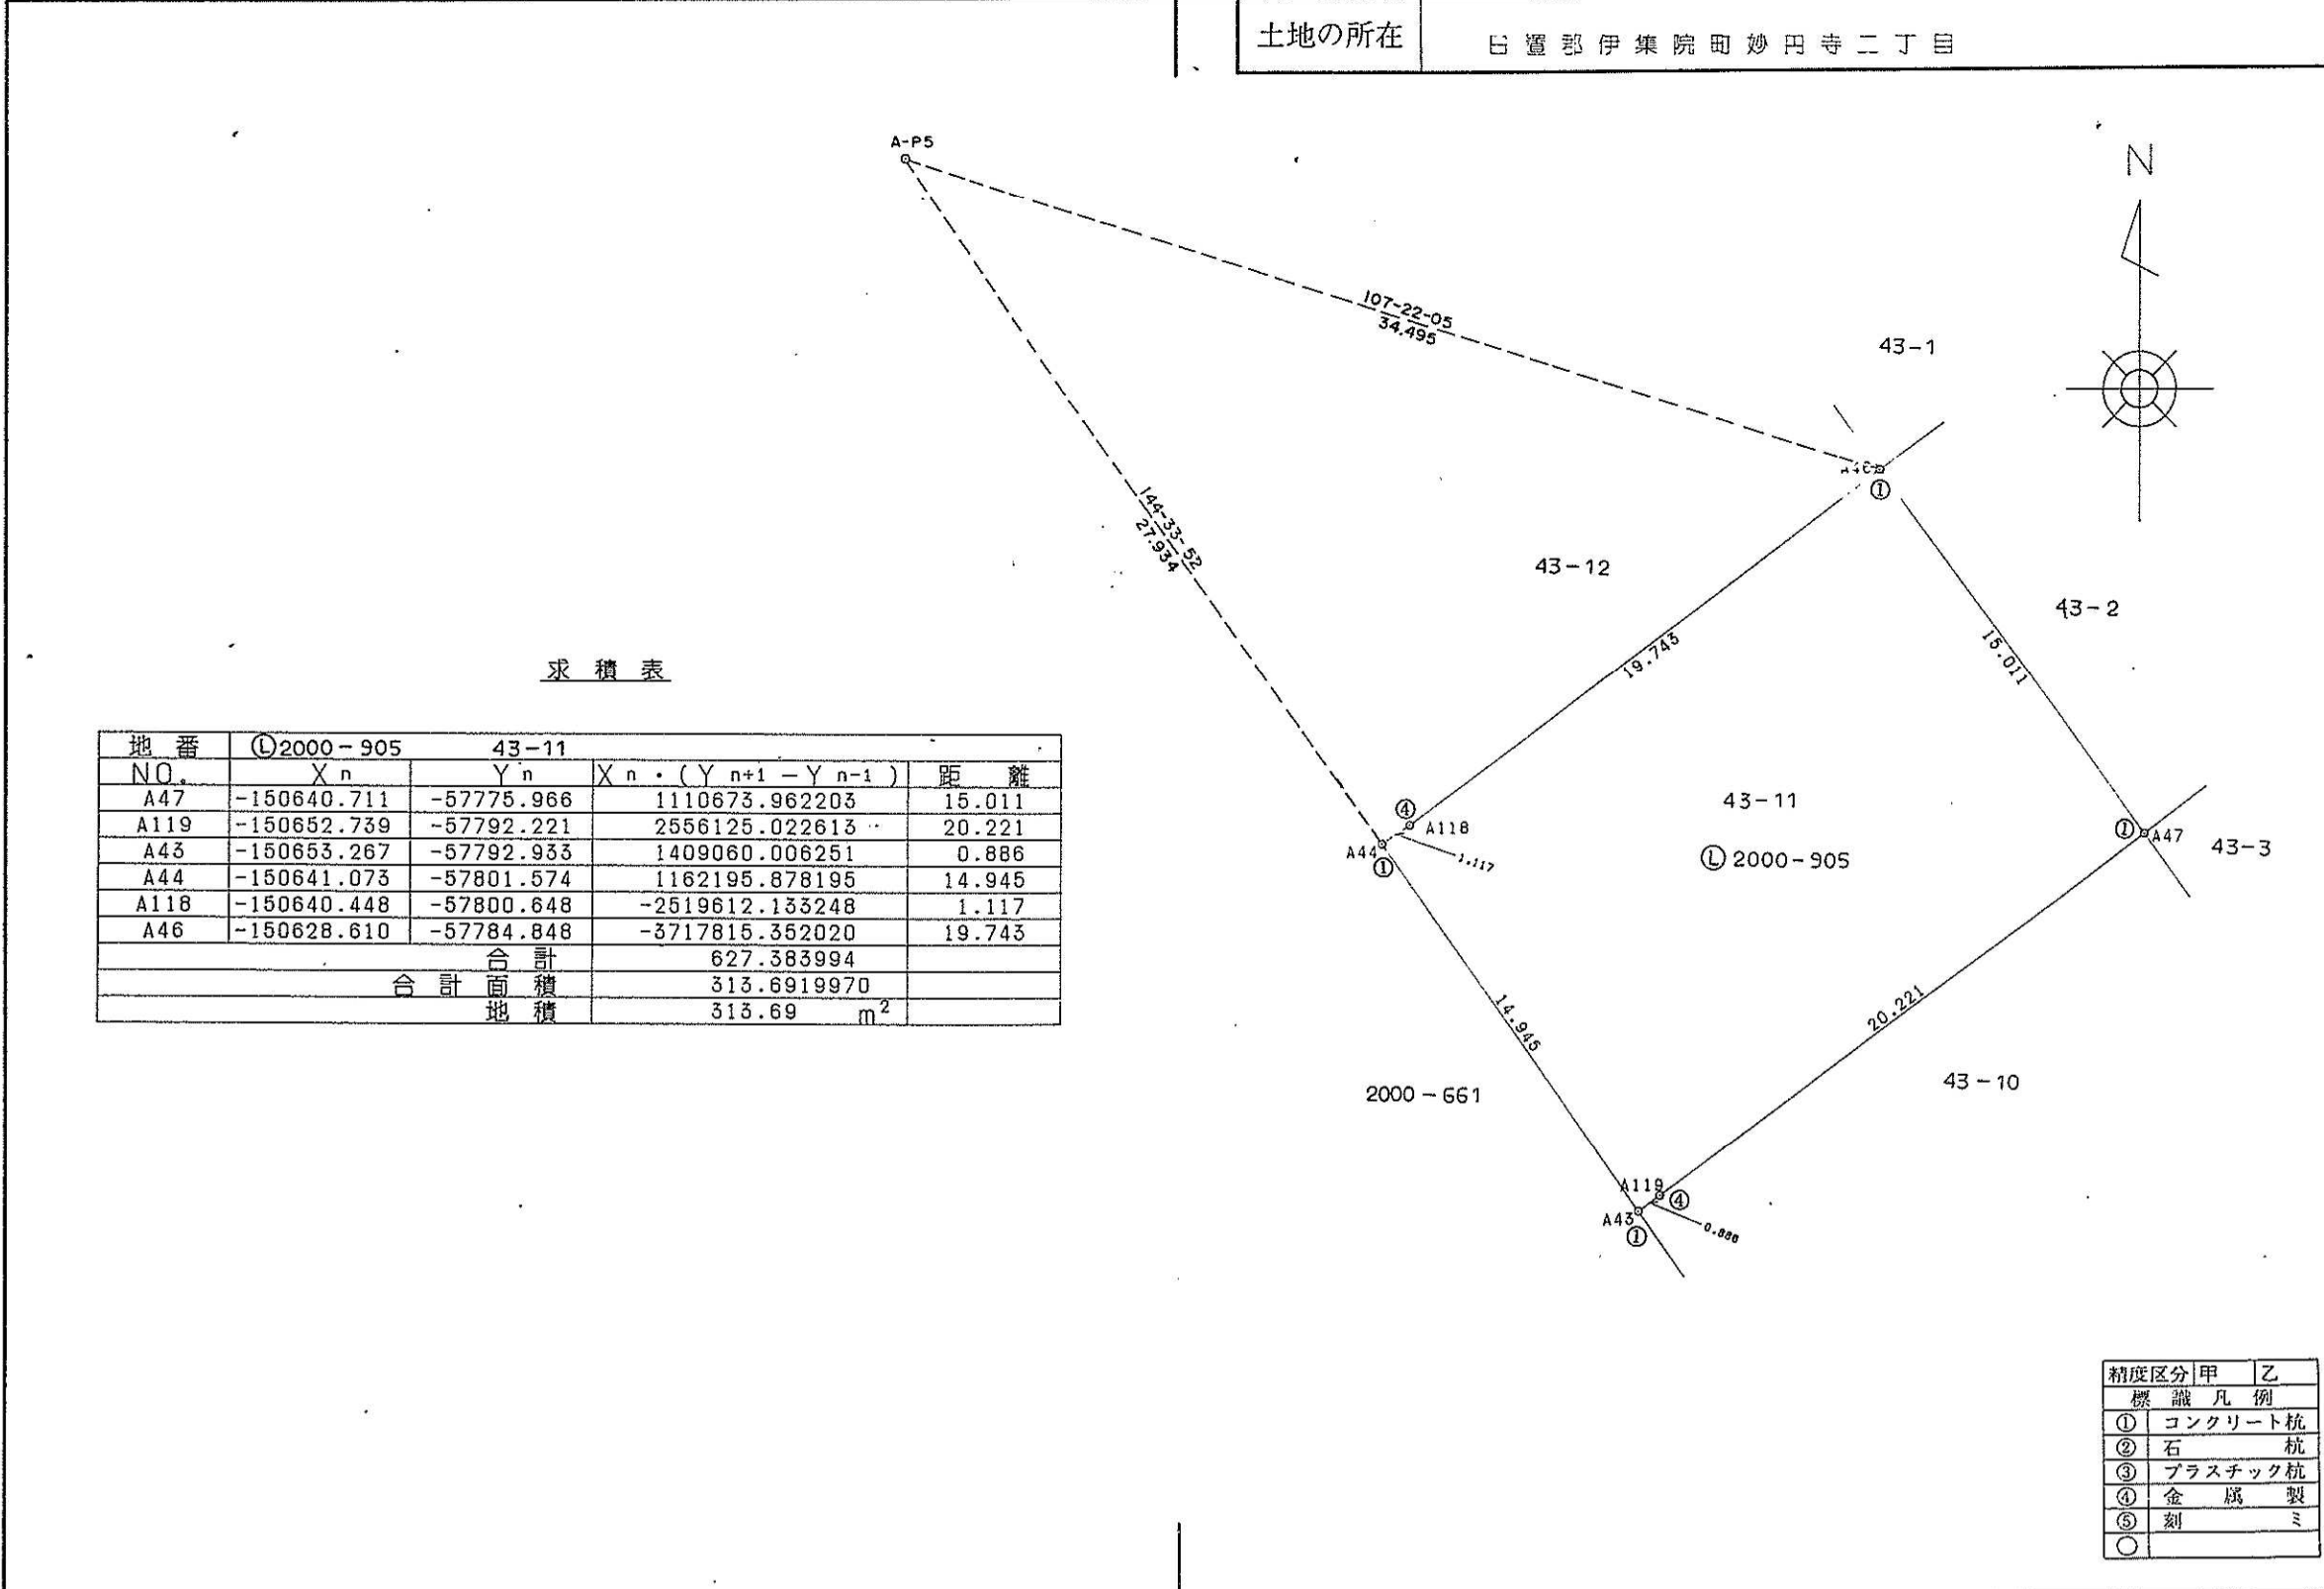 土地の所在 日置郡伊集院町妙円寺二丁目
A-P5
N
107-22-05
34.495
43-1
①
144-33-52
27.934
43-12
43-2
19.743
15.011
求積表
地番 Ⓛ2000-905 43-11
NO. Xn Yn Xn・(Yn+1-Yn-1) 距離
A47 -150640.711 -57775.966 1110673.962203 15.011
A119 -150652.739 -57792.221 2556125.022613 20.221
A43 -150653.267 -57792.933 1409060.006251 0.886
A44 -150641.073 -57801.574 1162195.878195 14.945
A118 -150640.448 -57800.648 -2519612.133248 1.117
A46 -150628.610 -57784.848 -3717815.352020 19.743
合計 627.383994
合計面積 313.6919970
地積 313.69 m²
43-11
④
A118
① A47
43-3
A44
①
1.117
Ⓛ 2000-905
14.945
20.221
2000-661
43-10
A119
④
A43
①
0.886
精度区分 甲 乙
標識凡例
① コンクリート杭
② 石杭
③ プラスチック杭
④ 金属製
⑤ 刻ミ
○